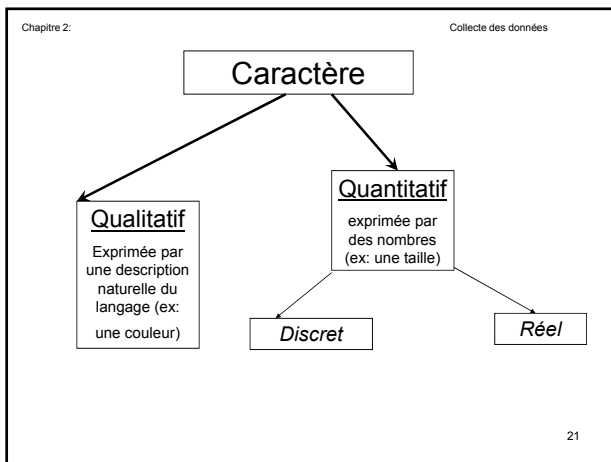 Chapitre 2:
Collecte des données
Caractère
Qualitatif
Exprimée par
une description
naturelle du
langage (ex:
une couleur)
Quantitatif
exprimée par
des nombres
(ex: une taille)
Discret
Réel
21